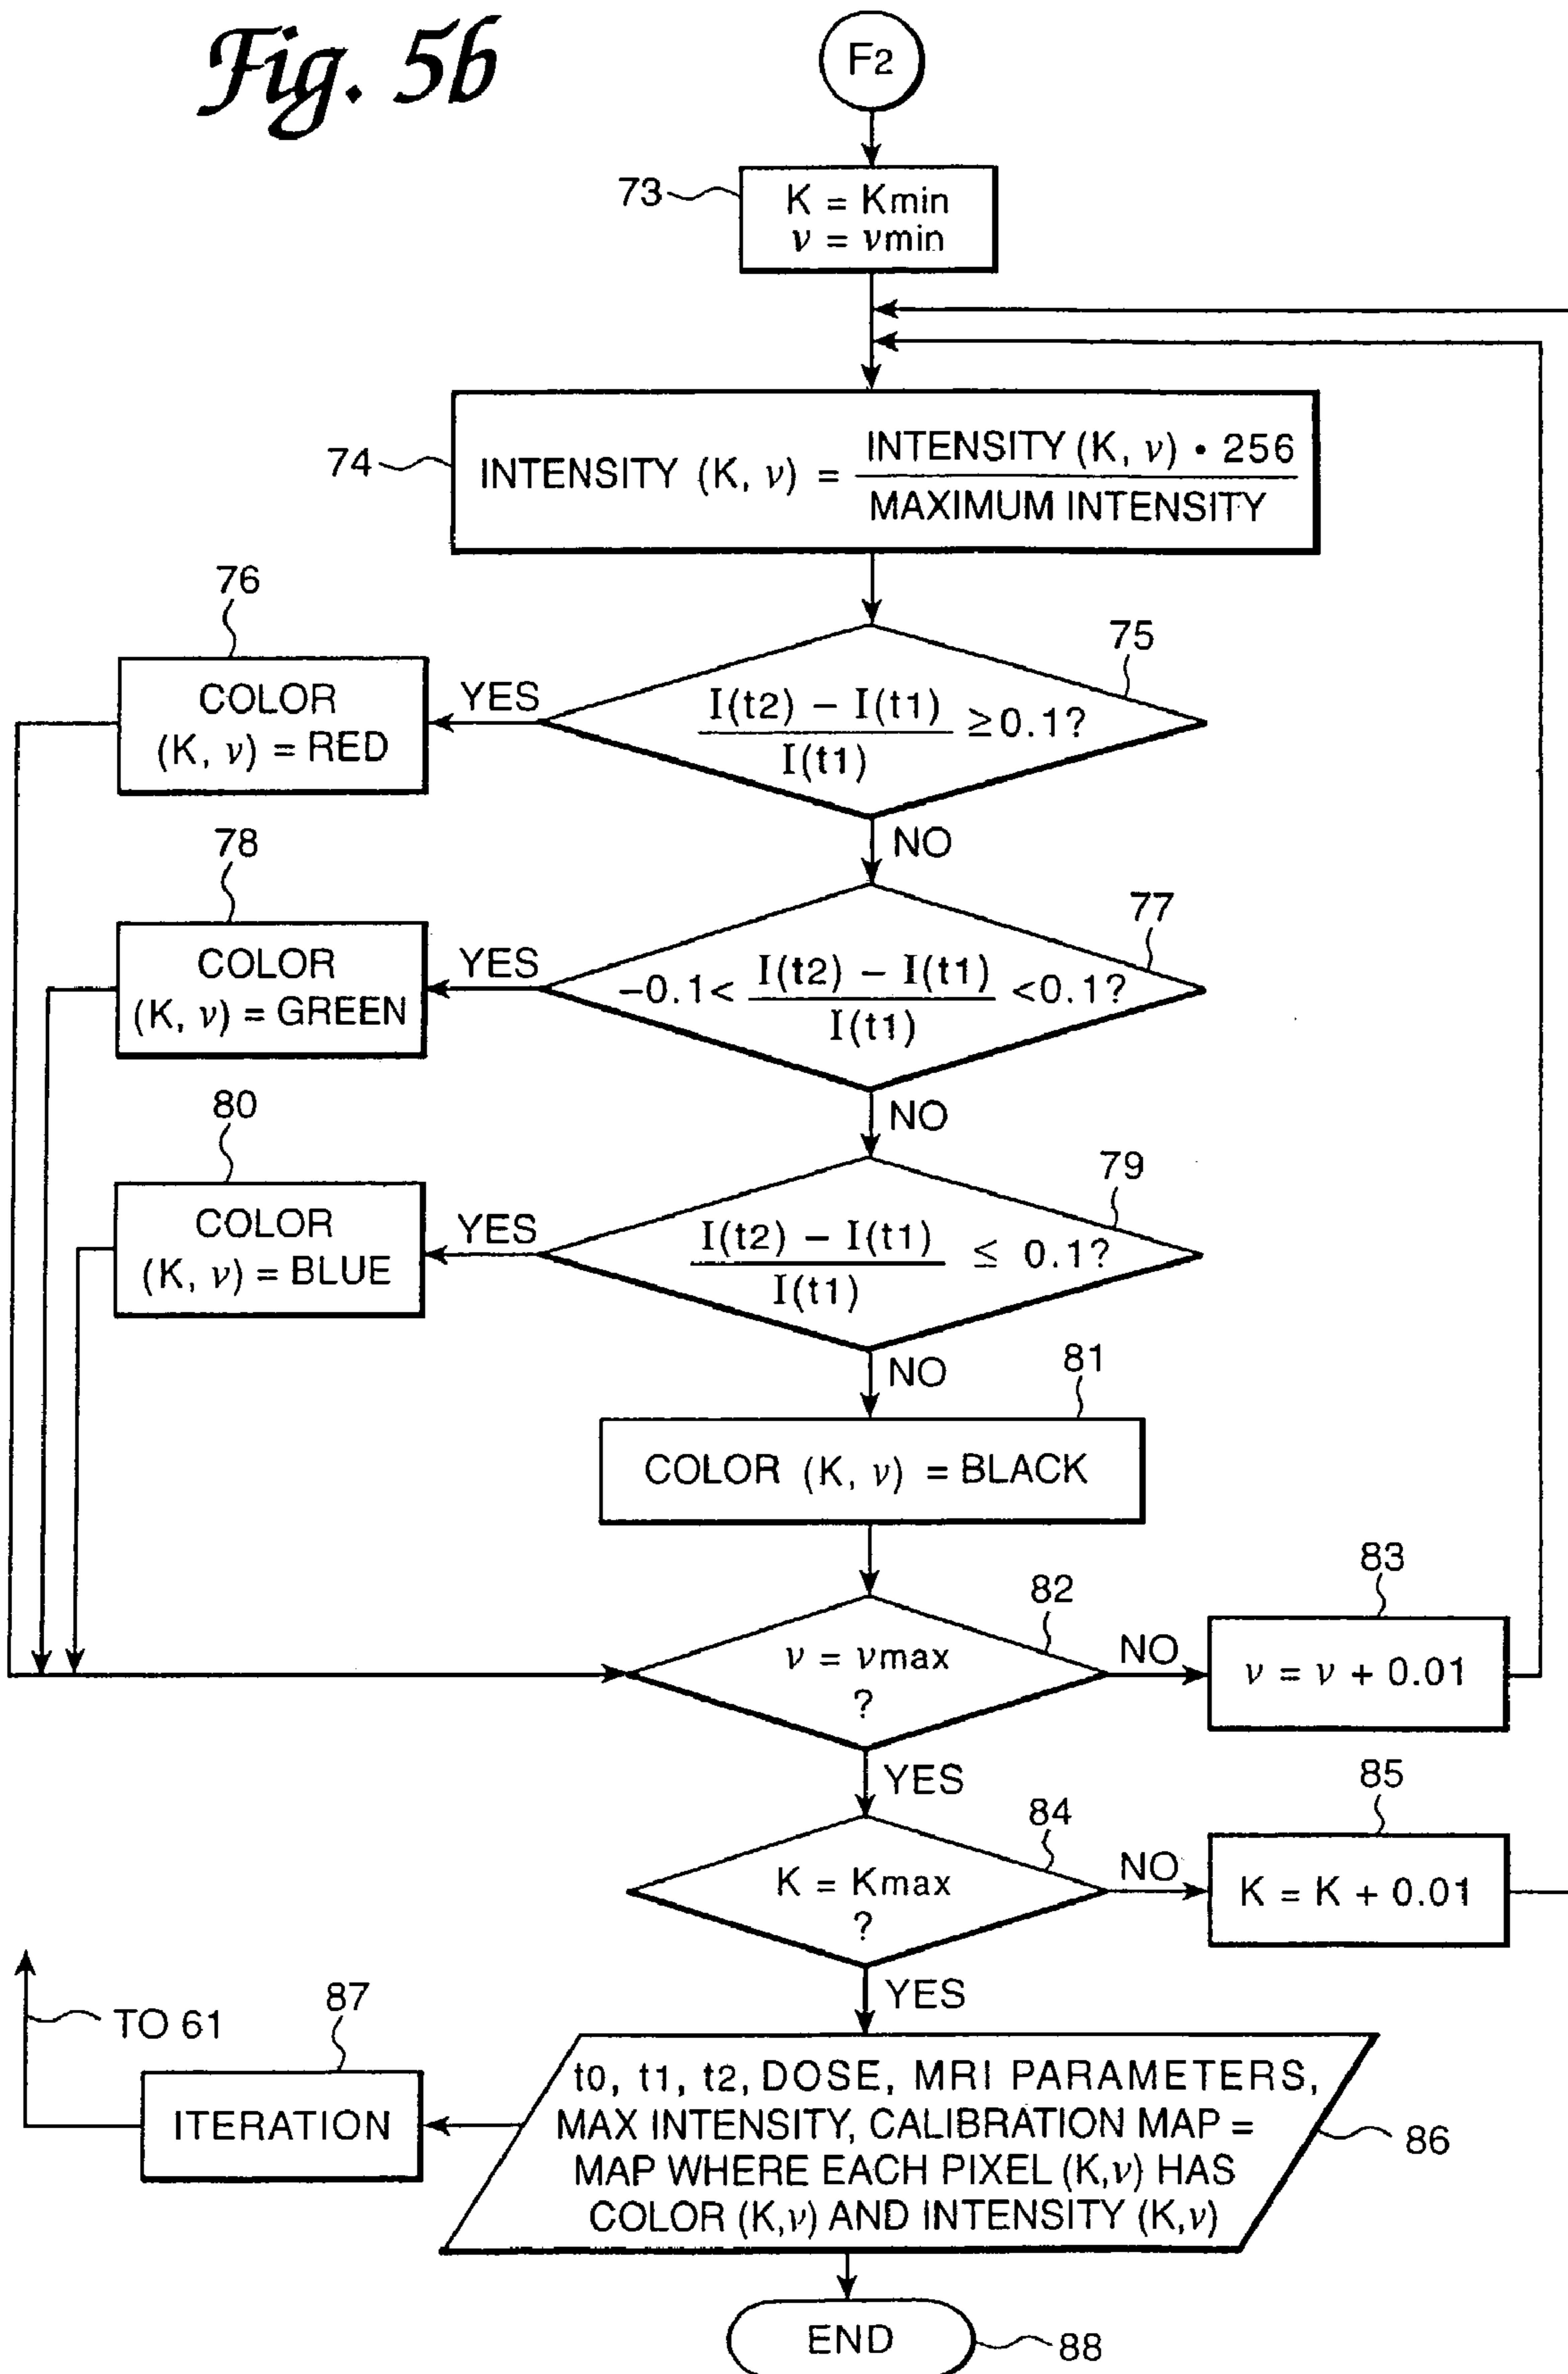 Fig. 5b
F2
73
K = Kmin
ν = νmin
74
INTENSITY (K, ν) = INTENSITY (K, ν) • 256
MAXIMUM INTENSITY
76
75
COLOR
(K, ν) = RED
YES
I(t2) – I(t1)
≥0.1?
I(t1)
NO
78
77
COLOR
(K, ν) = GREEN
YES
–0.1< I(t2) – I(t1) <0.1?
I(t1)
NO
80
79
COLOR
(K, ν) = BLUE
YES
I(t2) – I(t1)
≤ 0.1?
I(t1)
NO
81
COLOR (K, ν) = BLACK
82
83
ν = νmax
?
NO
ν = ν + 0.01
YES
84
85
K = Kmax
?
NO
K = K + 0.01
YES
TO 61
87
ITERATION
t0, t1, t2, DOSE, MRI PARAMETERS,
MAX INTENSITY, CALIBRATION MAP =
MAP WHERE EACH PIXEL (K,ν) HAS
COLOR (K,ν) AND INTENSITY (K,ν)
86
END
88